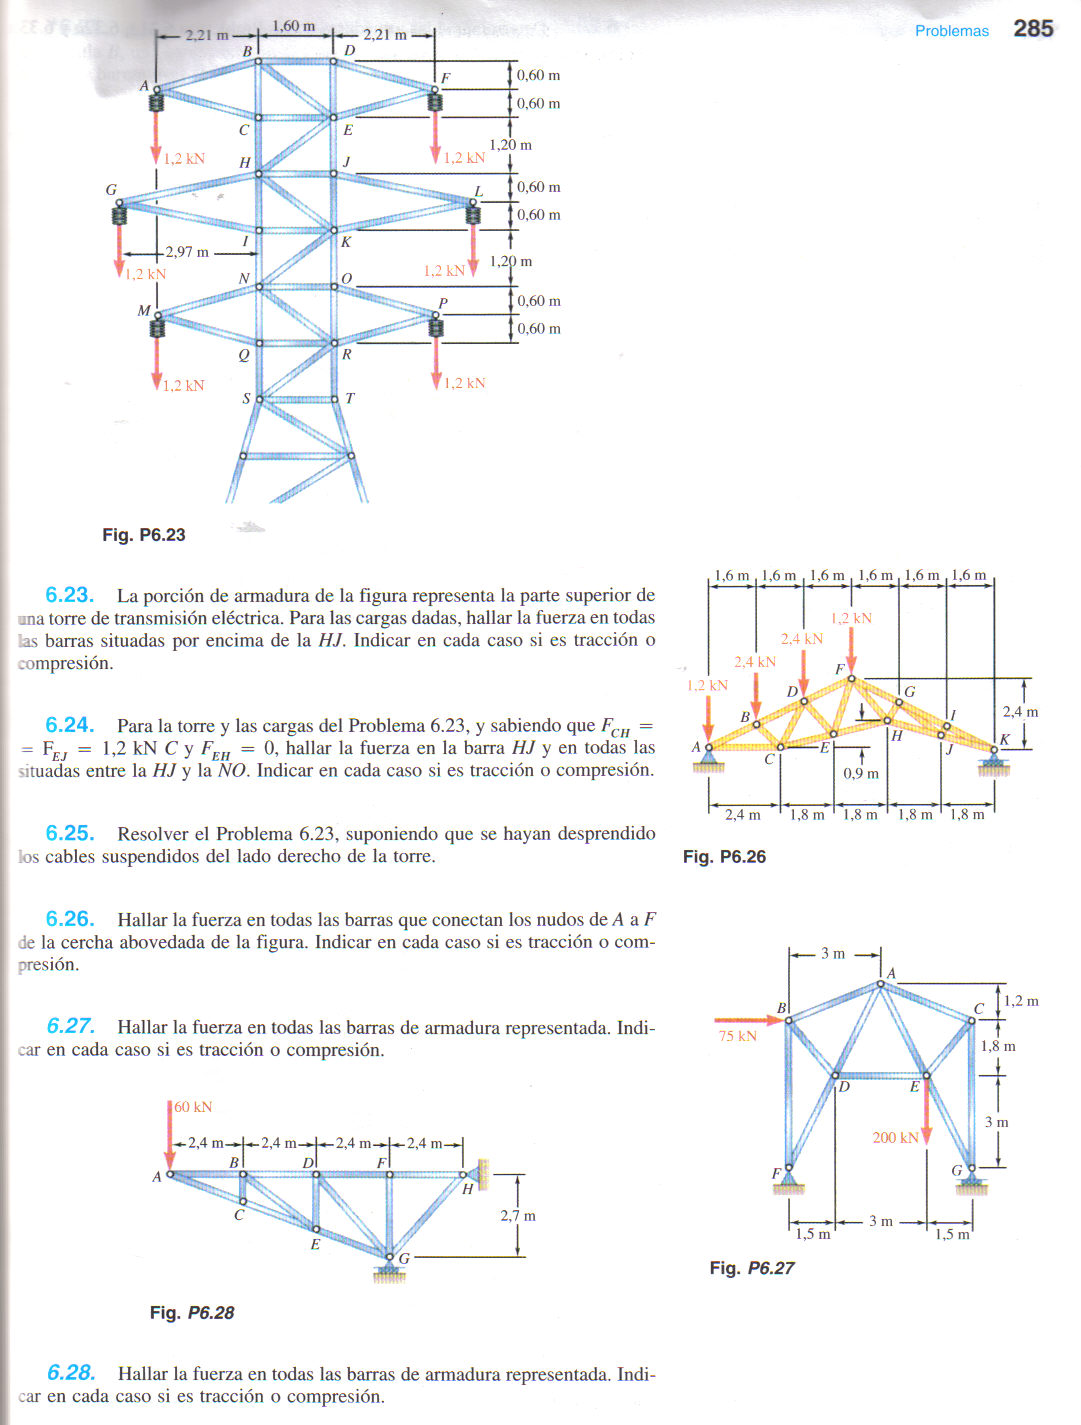 Problemas 285
2,21 m 1,60 m 2,21 m
B D
A F
0,60 m
0,60 m
C E
1,20 m
1,2 kN 1,2 kN
H J
G L
0,60 m
0,60 m
I K
2,97 m
1,20 m
1,2 kN 1,2 kN
N O
M P
0,60 m
0,60 m
Q R
1,2 kN 1,2 kN
S T
Fig. P6.23
6.23. La porción de armadura de la figura representa la parte superior de
una torre de transmisión eléctrica. Para las cargas dadas, hallar la fuerza en todas
las barras situadas por encima de la HJ. Indicar en cada caso si es tracción o
compresión.
6.24. Para la torre y las cargas del Problema 6.23, y sabiendo que F_CH =
= F_EJ = 1,2 kN C y F_EH = 0, hallar la fuerza en la barra HJ y en todas las
situadas entre la HJ y la NO. Indicar en cada caso si es tracción o compresión.
6.25. Resolver el Problema 6.23, suponiendo que se hayan desprendido
los cables suspendidos del lado derecho de la torre.
6.26. Hallar la fuerza en todas las barras que conectan los nudos de A a F
de la cercha abovedada de la figura. Indicar en cada caso si es tracción o com-
presión.
6.27. Hallar la fuerza en todas las barras de armadura representada. Indi-
car en cada caso si es tracción o compresión.
1,6 m 1,6 m 1,6 m 1,6 m 1,6 m 1,6 m
1,2 kN
2,4 kN
2,4 kN
1,2 kN
F
D G
B I
2,4 m
A C E H J K
0,9 m
2,4 m 1,8 m 1,8 m 1,8 m 1,8 m
Fig. P6.26
60 kN
2,4 m 2,4 m 2,4 m 2,4 m
A B D F H
C
E
G
2,7 m
Fig. P6.28
3 m
A
B C
1,2 m
75 kN
1,8 m
D E
3 m
200 kN
F G
1,5 m 3 m 1,5 m
Fig. P6.27
6.28. Hallar la fuerza en todas las barras de armadura representada. Indi-
car en cada caso si es tracción o compresión.